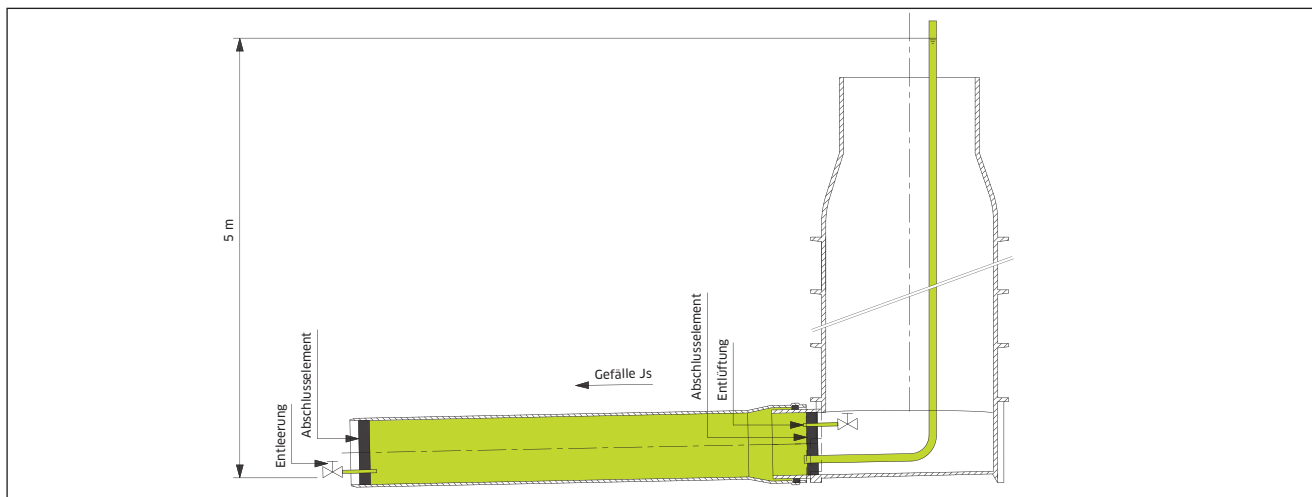 5 m
Entleerung
Abschlusselement
Gefälle Js
Abschlusselement
Entlüftung